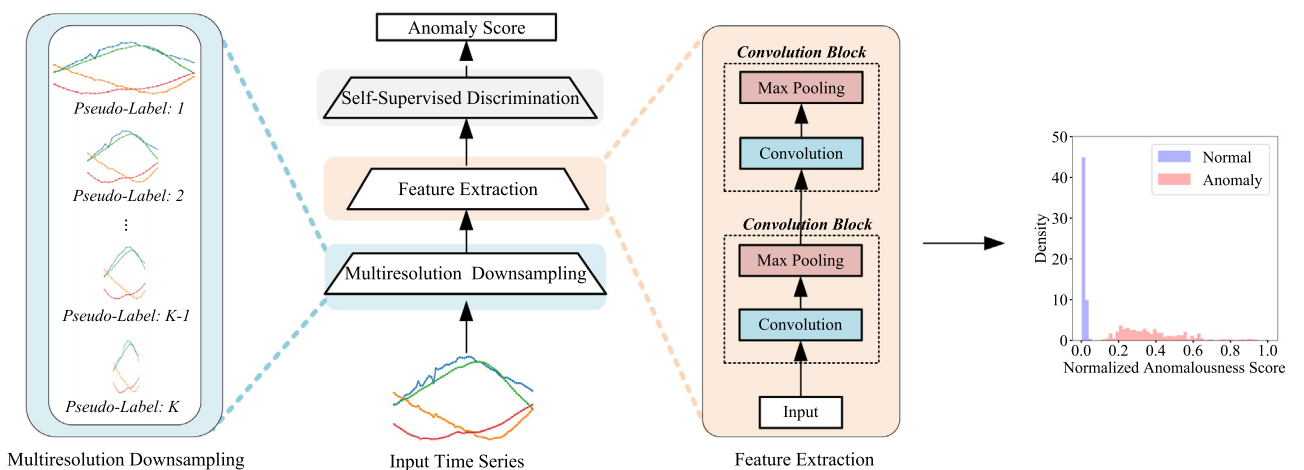 Pseudo-Label: 1
Pseudo-Label: 2
⋮
Pseudo-Label: K-1
Pseudo-Label: K
Multiresolution Downsampling
Anomaly Score
Self-Supervised Discrimination
Feature Extraction
Multiresolution Downsampling
Input Time Series
Convolution Block
Max Pooling
Convolution
Convolution Block
Max Pooling
Convolution
Input
Feature Extraction
50
40
30
20
10
0
Density
Normal
Anomaly
0.0 0.2 0.4 0.6 0.8 1.0
Normalized Anomalousness Score